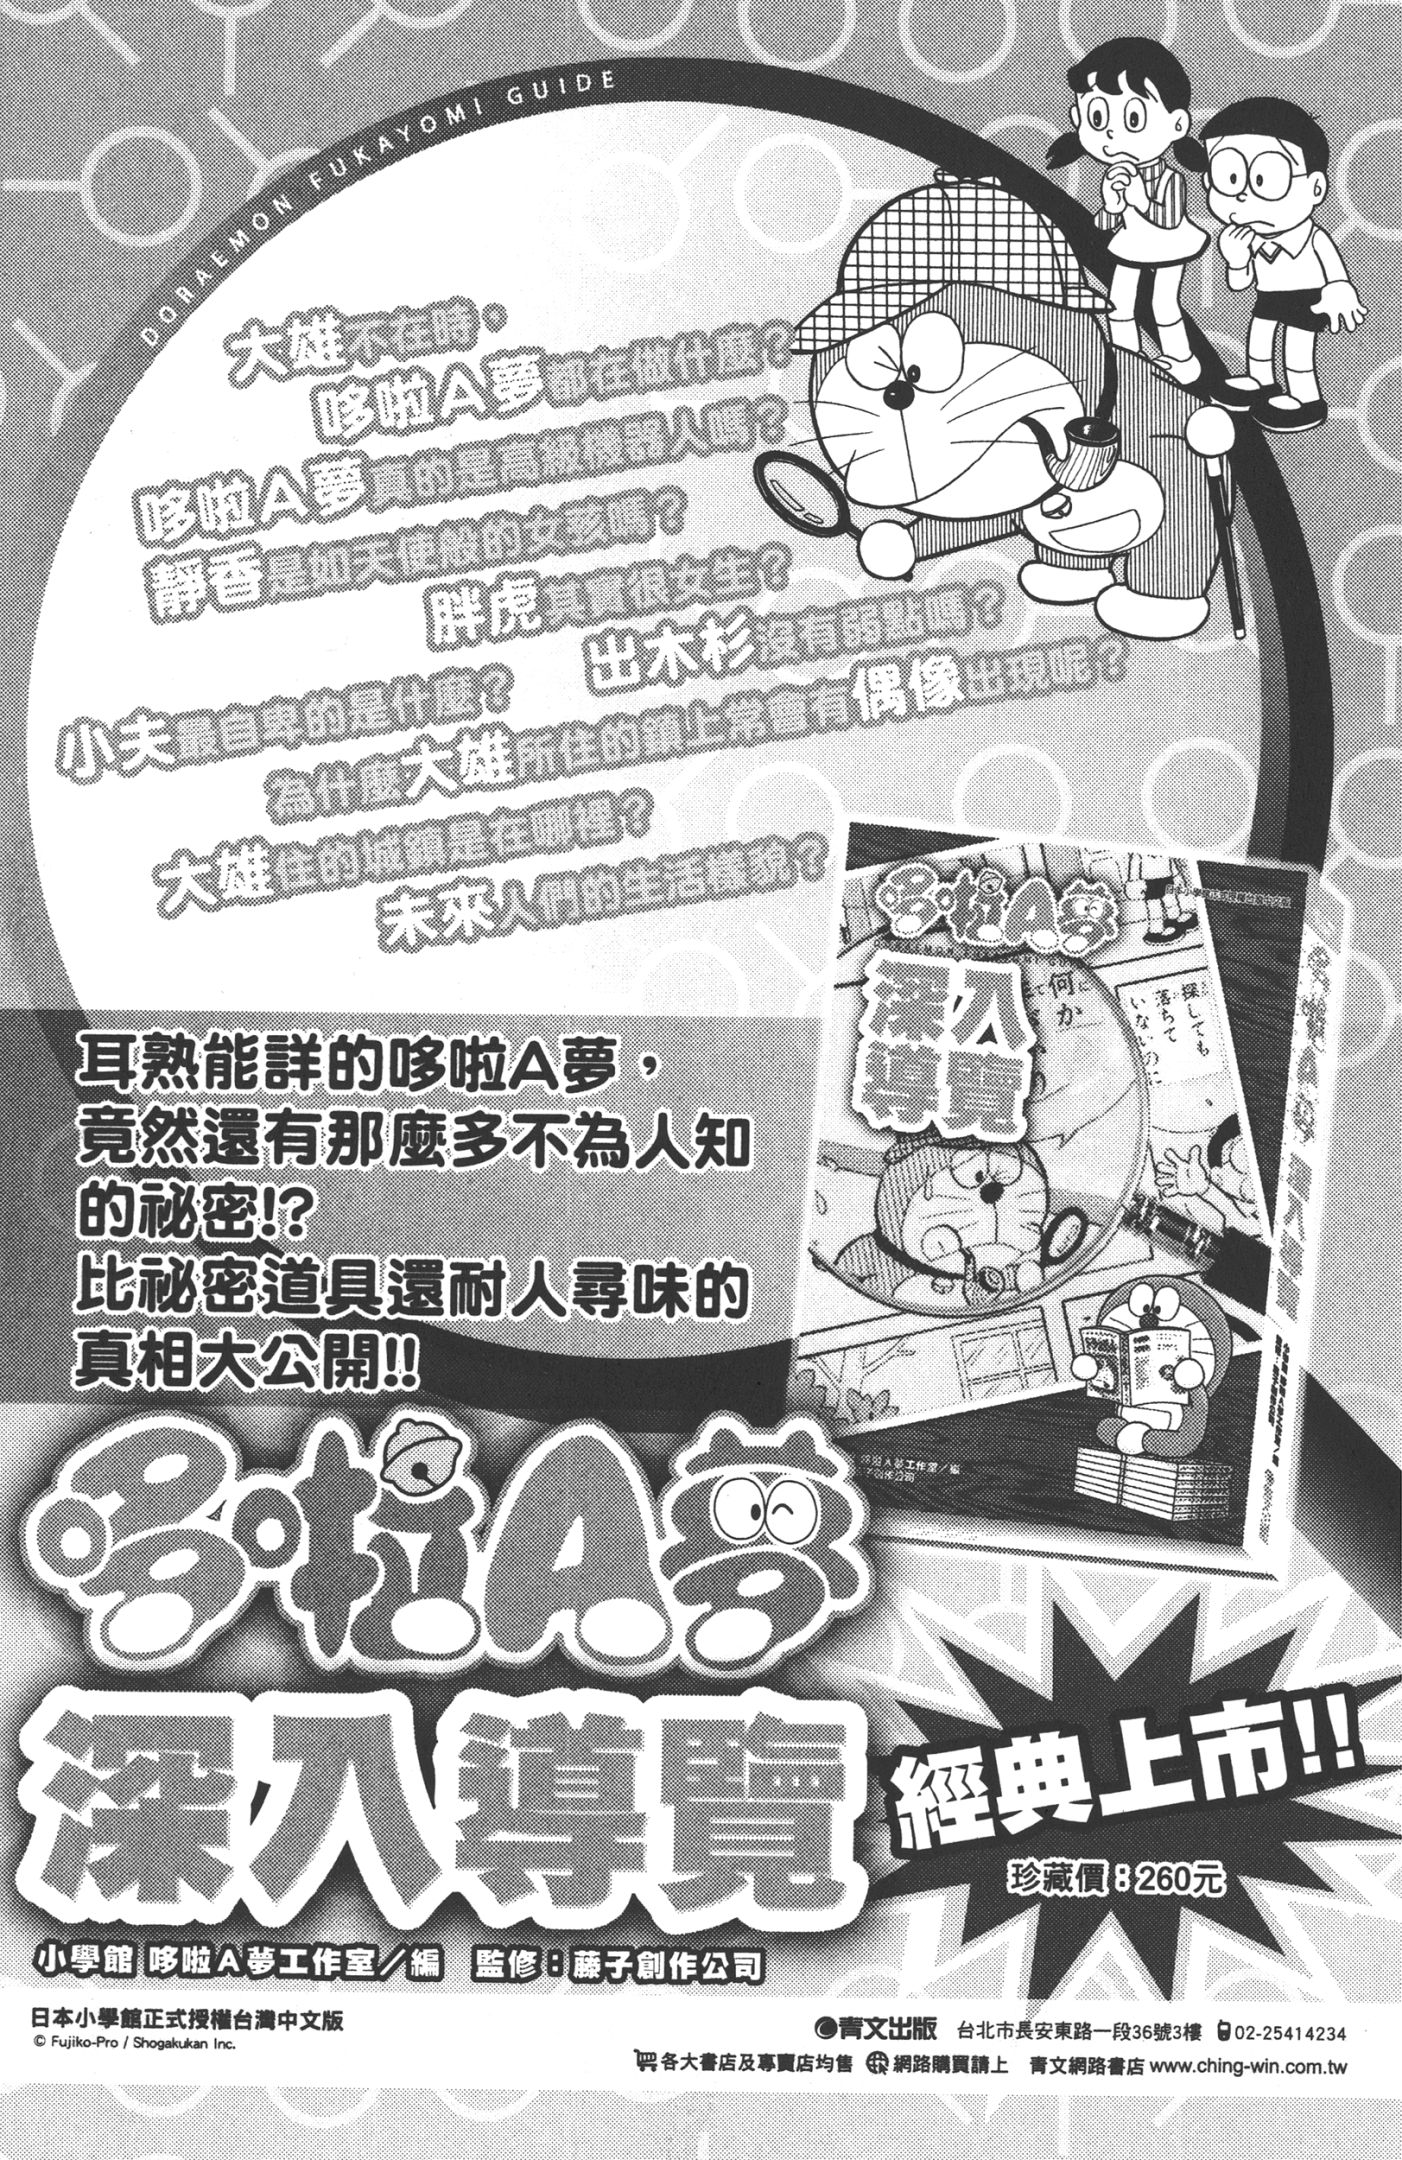 DORAEMON FUKAYOMI GUIDE
大雄不在時，
哆啦A夢都在做什麼？
哆啦A夢真的是高級機器人嗎？
靜香是如天使般的女孩嗎？
胖虎其實很女生？
出木杉沒有弱點嗎？
小夫最自卑的是什麼？
為什麼大雄所住的鎮上常會有偶像出現呢？
大雄住的城鎮是在哪裡？
未來人們的生活樣貌？
哆啦A夢
深入
導覽
何か
探しても
落ちて
いないのに
哆啦A夢工作室／編
耳熟能詳的哆啦A夢，
竟然還有那麼多不為人知
的祕密!?
比祕密道具還耐人尋味的
真相大公開!!
哆啦A夢
深入導覽
經典上市!!
珍藏價：260元
小學館 哆啦A夢工作室／編 監修：藤子創作公司
日本小學館正式授權台灣中文版
© Fujiko-Pro / Shogakukan Inc.
青文出版 台北市長安東路一段36號3樓 02-25414234
各大書店及專賣店均售 網路購買請上 青文網路書店 www.ching-win.com.tw